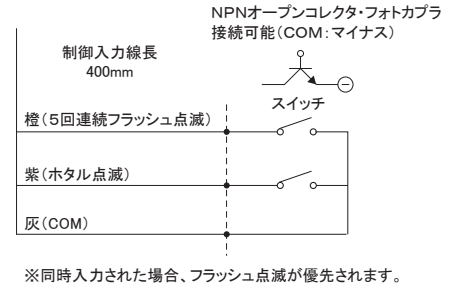 NPNオープンコレクタ・フォトカプラ
接続可能(COM:マイナス)
制御入力線長
400mm
スイッチ
橙(5回連続フラッシュ点滅)
紫(ホタル点滅)
灰(COM)
※同時入力された場合、フラッシュ点滅が優先されます。